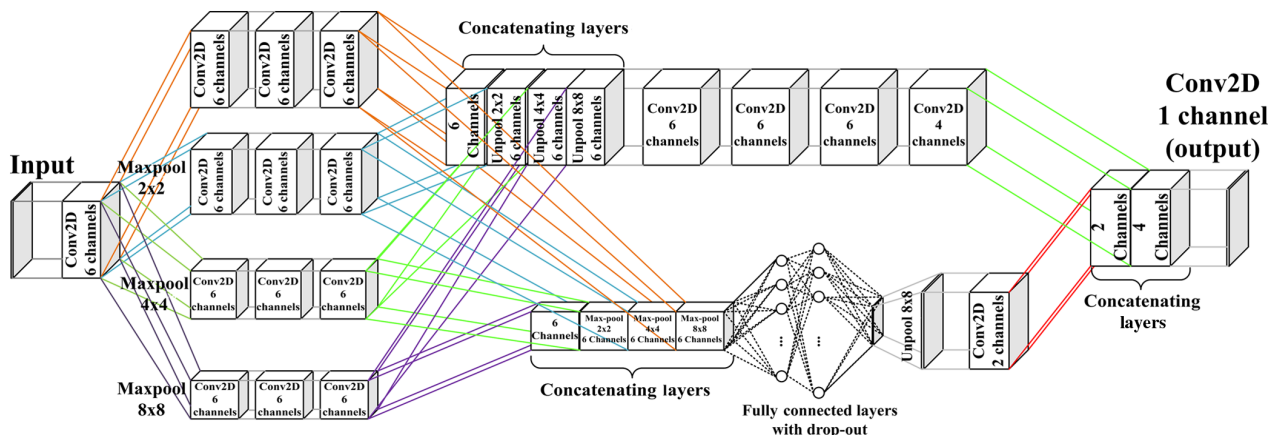 Input
Conv2D
6 channels
Maxpool
2x2
Maxpool
4x4
Maxpool
8x8
Conv2D
6 channels
Conv2D
6 channels
Conv2D
6 channels
Conv2D
6 channels
Conv2D
6 channels
Conv2D
6 channels
Conv2D
6
channels
Conv2D
6
channels
Conv2D
6
channels
Conv2D
6
channels
Conv2D
6
channels
Conv2D
6
channels
Concatenating layers
6
Channels
Unpool 2x2
6 channels
Unpool 4x4
6 channels
Unpool 8x8
6 channels
Conv2D
6
channels
Conv2D
6
channels
Conv2D
6
channels
Conv2D
4
channels
6
Channels
Max-pool
2x2
6 Channels
Max-pool
4x4
6 Channels
Max-pool
8x8
6 Channels
Concatenating layers
Fully connected layers
with drop-out
Unpool 8x8
Conv2D
2 channels
2
Channels
4
Channels
Concatenating
layers
Conv2D
1 channel
(output)